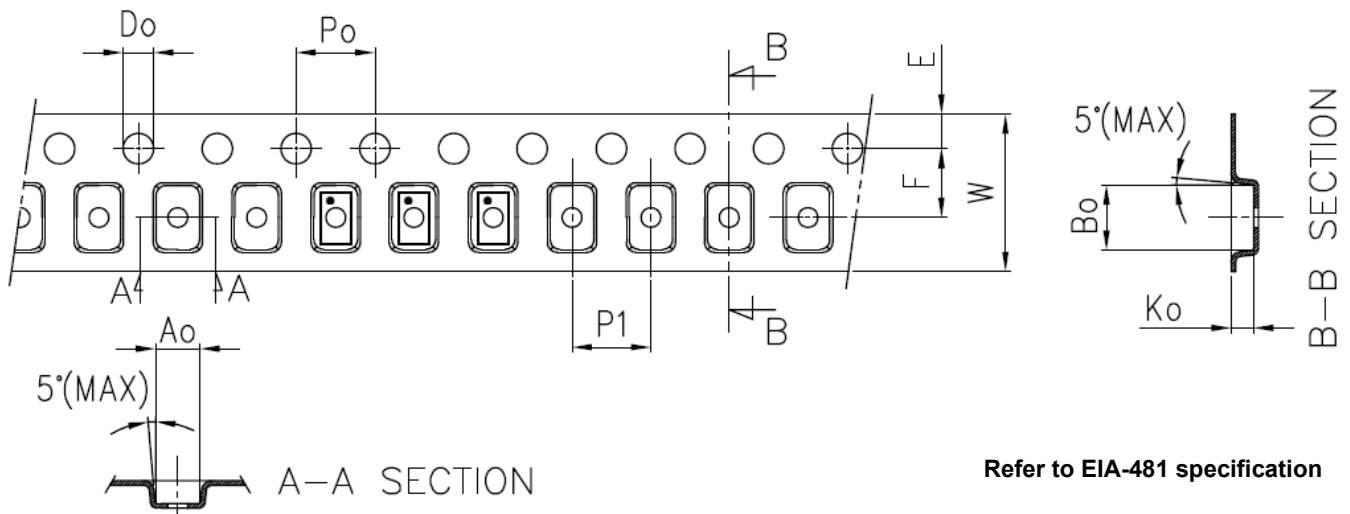 Do
Po
B
E
5°(MAX)
F
W
Bo
B-B SECTION
A
A
P1
B
Ko
Ao
5°(MAX)
A-A SECTION
Refer to EIA-481 specification